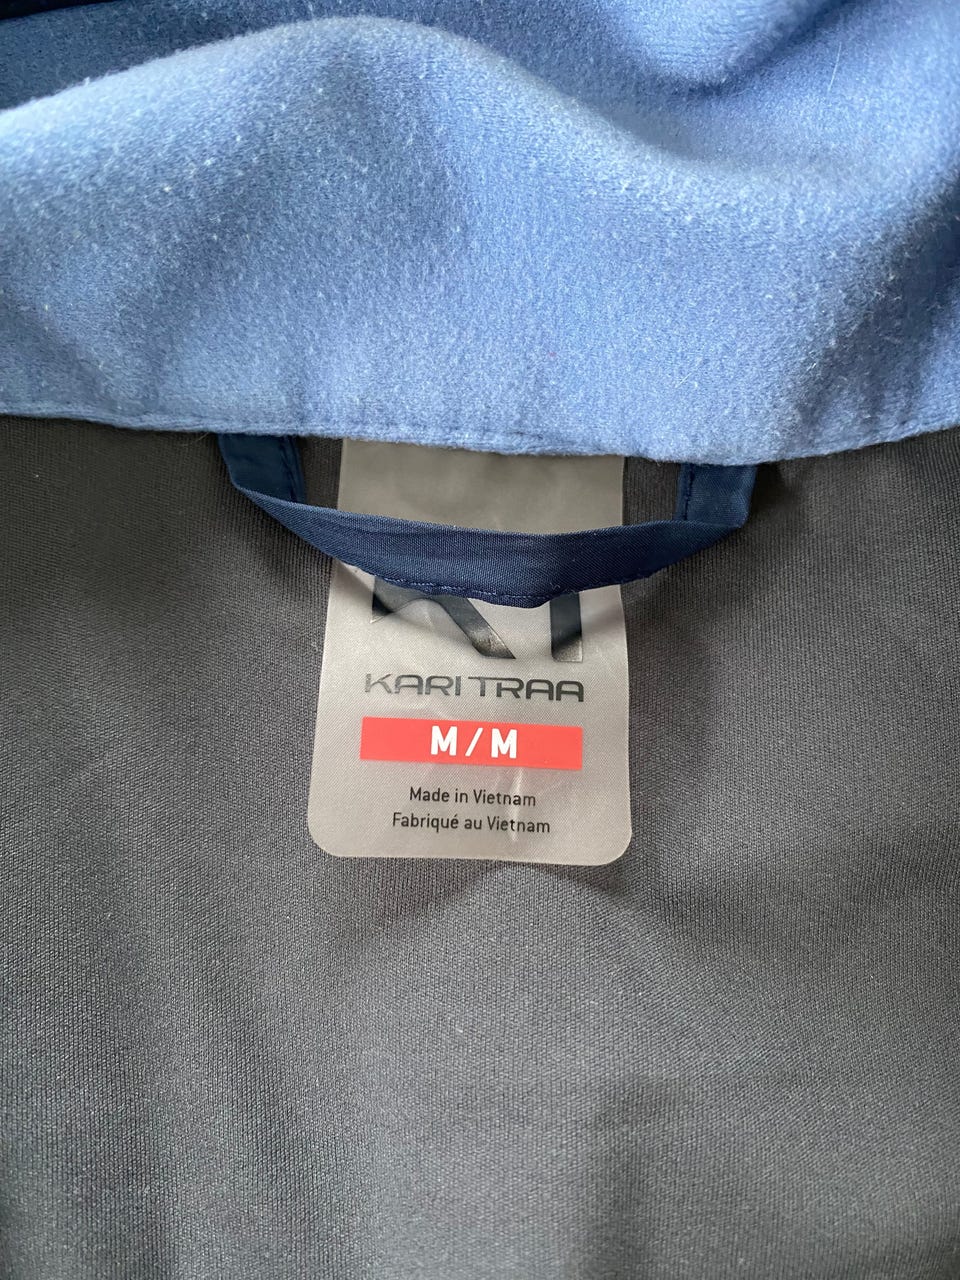 KARI TRAA
M/M
Made in Vietnam
Fabriqué au Vietnam